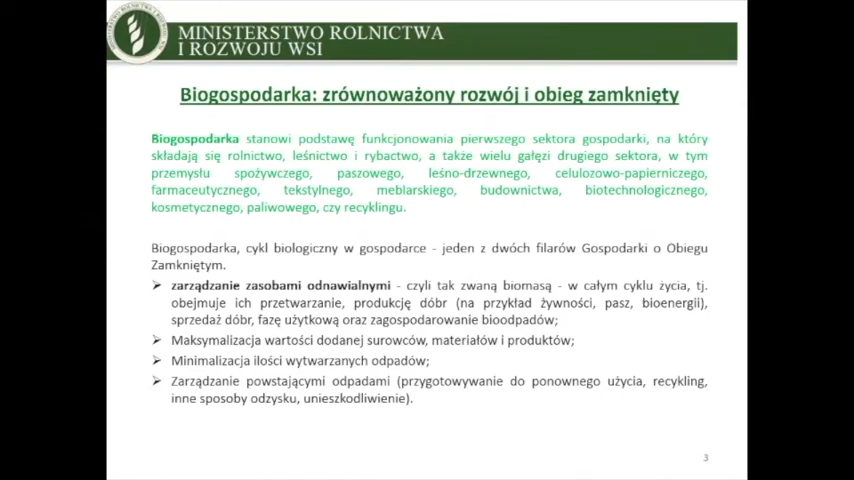 MINISTERSTWO ROLNICTWA
I ROZWOJU WSI
Biogospodarka: zrównoważony rozwój i obieg zamknięty
Biogospodarka stanowi podstawę funkcjonowania pierwszego sektora gospodarki, na który
składają się rolnictwo, leśnictwo i rybactwo, a także wielu gałęzi drugiego sektora, w tym
przemysłu spożywczego, paszowego, leśno-drzewnego, celulozowo-papierniczego,
farmaceutycznego, tekstylnego, meblarskiego, budownictwa, biotechnologicznego,
kosmetycznego, paliwowego, czy recyklingu.
Biogospodarka, cykl biologiczny w gospodarce - jeden z dwóch filarów Gospodarki o Obiegu
Zamkniętym.
➢ zarządzanie zasobami odnawialnymi - czyli tak zwaną biomasą - w całym cyklu życia, tj.
obejmuje ich przetwarzanie, produkcję dóbr (na przykład żywności, pasz, bioenergii),
sprzedaż dóbr, fazę użytkową oraz zagospodarowanie bioodpadów;
➢ Maksymalizacja wartości dodanej surowców, materiałów i produktów;
➢ Minimalizacja ilości wytwarzanych odpadów;
➢ Zarządzanie powstającymi odpadami (przygotowywanie do ponownego użycia, recykling,
inne sposoby odzysku, unieszkodliwienie).
3